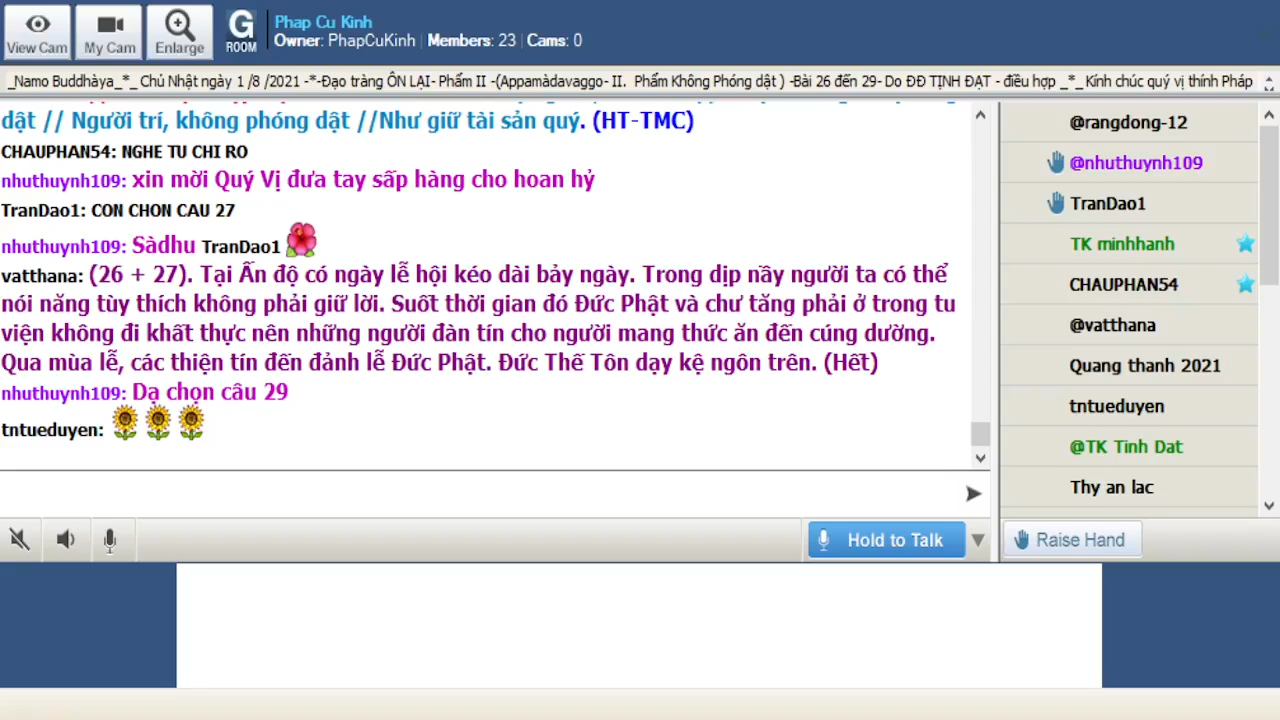 View Cam
My Cam
Enlarge
G
ROOM
Phap Cu Kinh
Owner: PhapCuKinh | Members: 23 | Cams: 0
_Namo Buddhàya_*_ Chủ Nhật ngày 1 /8 /2021 -*-Đạo tràng ÔN LẠI- Phẩm II -(Appamàdavaggo- II. Phẩm Không Phóng dật ) -Bài 26 đến 29- Do ĐĐ TỊNH ĐẠT - điều hợp _*_Kính chúc quý vị thính Pháp
dật // Người trí, không phóng dật //Như giữ tài sản quý. (HT-TMC)
CHAUPHAN54: NGHE TU CHI RO
nhuthuynh109: xin mời Quý Vị đưa tay sấp hàng cho hoan hỷ
TranDao1: CON CHON CAU 27
nhuthuynh109: Sàdhu TranDao1
vatthana: (26 + 27). Tại Ấn độ có ngày lễ hội kéo dài bảy ngày. Trong dịp nầy người ta có thể
nói năng tùy thích không phải giữ lời. Suốt thời gian đó Đức Phật và chư tăng phải ở trong tu
viện không đi khất thực nên những người đàn tín cho người mang thức ăn đến cúng dường.
Qua mùa lễ, các thiện tín đến đảnh lễ Đức Phật. Đức Thế Tôn dạy kệ ngôn trên. (Hết)
nhuthuynh109: Dạ chọn câu 29
tntueduyen:
@rangdong-12
@nhuthuynh109
TranDao1
TK minhhanh
CHAUPHAN54
@vatthana
Quang thanh 2021
tntueduyen
@TK Tinh Dat
Thy an lac
Hold to Talk
Raise Hand